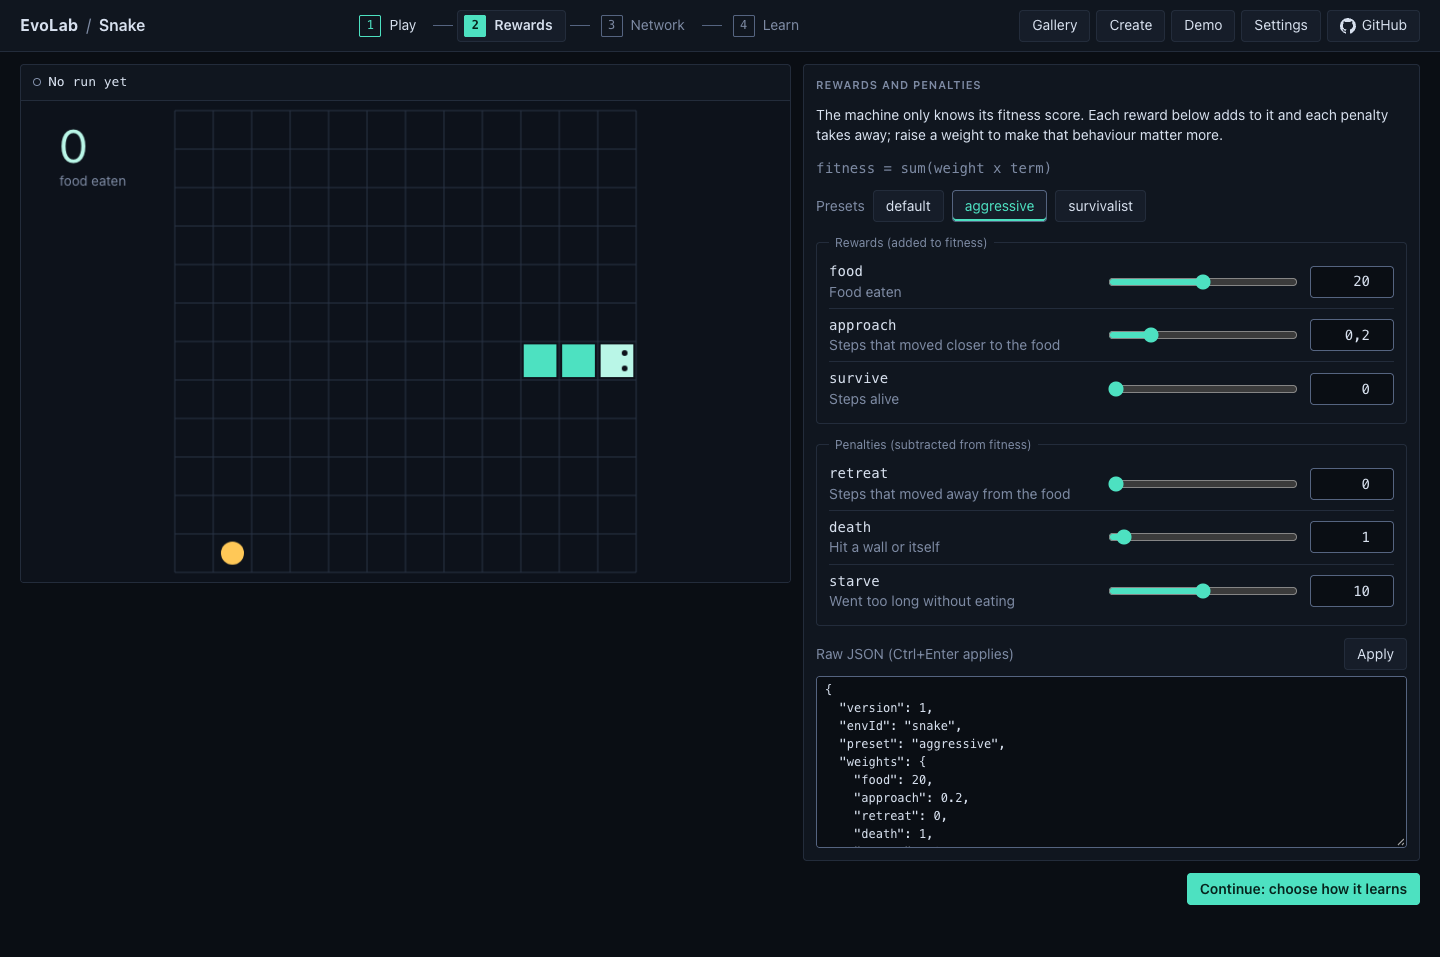 EvoLab / Snake
1 Play
2 Rewards
3 Network
4 Learn
Gallery
Create
Demo
Settings
GitHub
No run yet
0
food eaten
REWARDS AND PENALTIES
The machine only knows its fitness score. Each reward below adds to it and each penalty
takes away; raise a weight to make that behaviour matter more.
fitness = sum(weight x term)
Presets
default
aggressive
survivalist
Rewards (added to fitness)
food
Food eaten
20
approach
Steps that moved closer to the food
0,2
survive
Steps alive
0
Penalties (subtracted from fitness)
retreat
Steps that moved away from the food
0
death
Hit a wall or itself
1
starve
Went too long without eating
10
Raw JSON (Ctrl+Enter applies)
Apply
{
"version": 1,
"envId": "snake",
"preset": "aggressive",
"weights": {
"food": 20,
"approach": 0.2,
"retreat": 0,
"death": 1,
Continue: choose how it learns